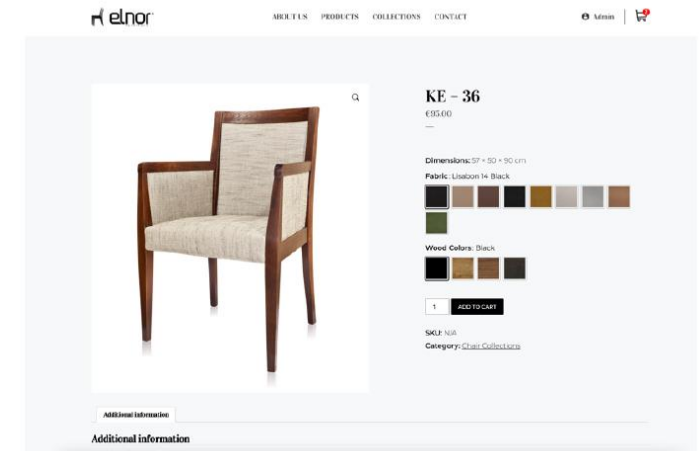 elnor
ABOUT US PRODUCTS COLLECTIONS CONTACT
Admin
KE – 36
€95.00
Dimensions: 57 × 50 × 90 cm
Fabric: Lisabon 14 Black
Wood Colors: Black
1 ADD TO CART
SKU: N/A
Category: Chair Collections
Additional information
Additional information